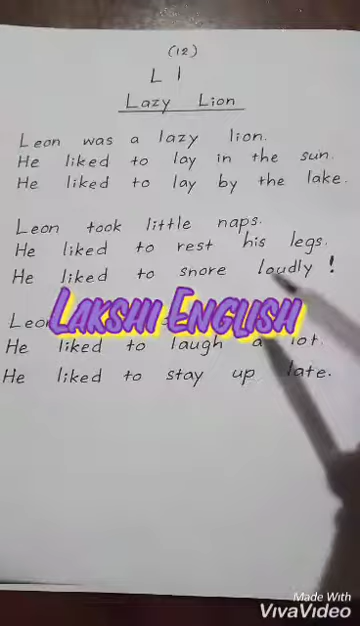 (12)
L l
Lazy Lion
Leon was a lazy lion.
He liked to lay in the sun.
He liked to lay by the lake.
Leon took little naps.
He liked to rest his legs.
He liked to snore loudly !
Leon
LAKSHI ENGLISH
He liked to laugh a lot.
He liked to stay up late.
Made With
VivaVideo